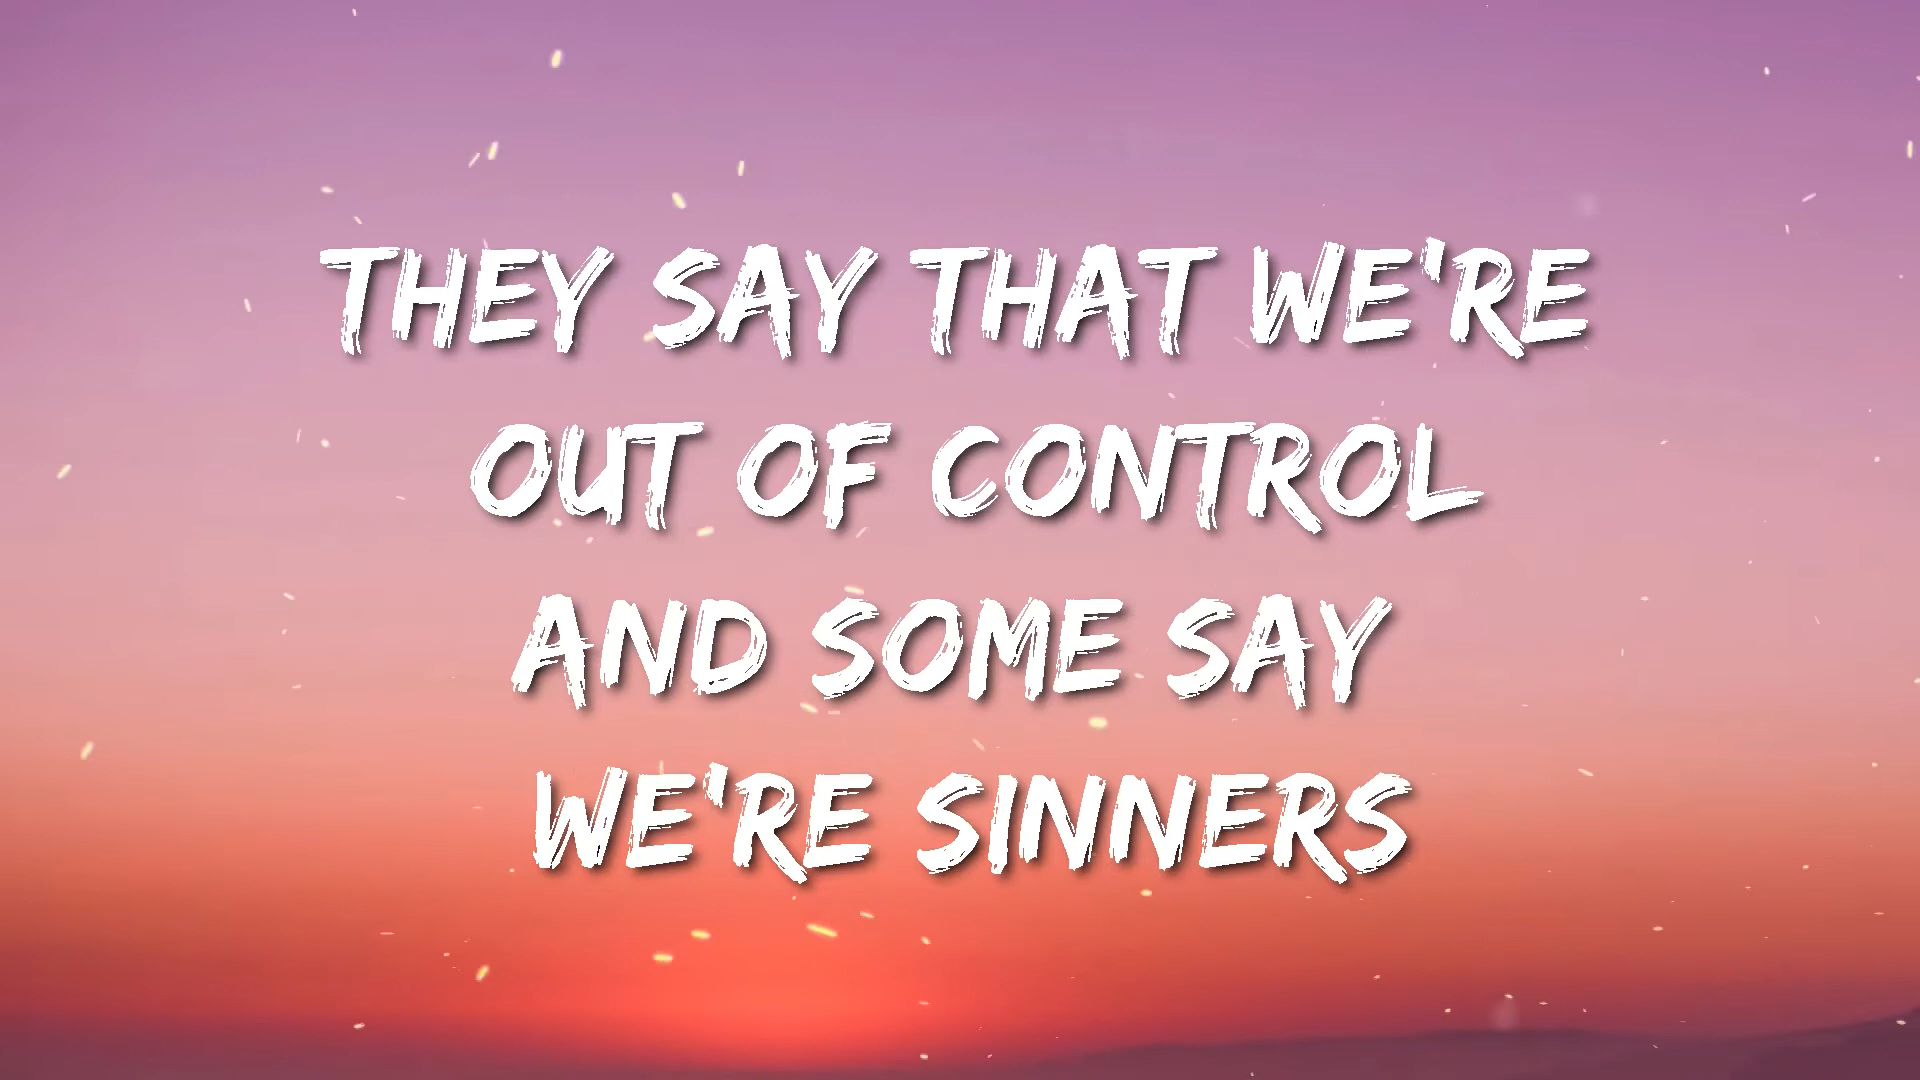 THEY SAY THAT WE'RE
OUT OF CONTROL
AND SOME SAY
WE'RE SINNERS